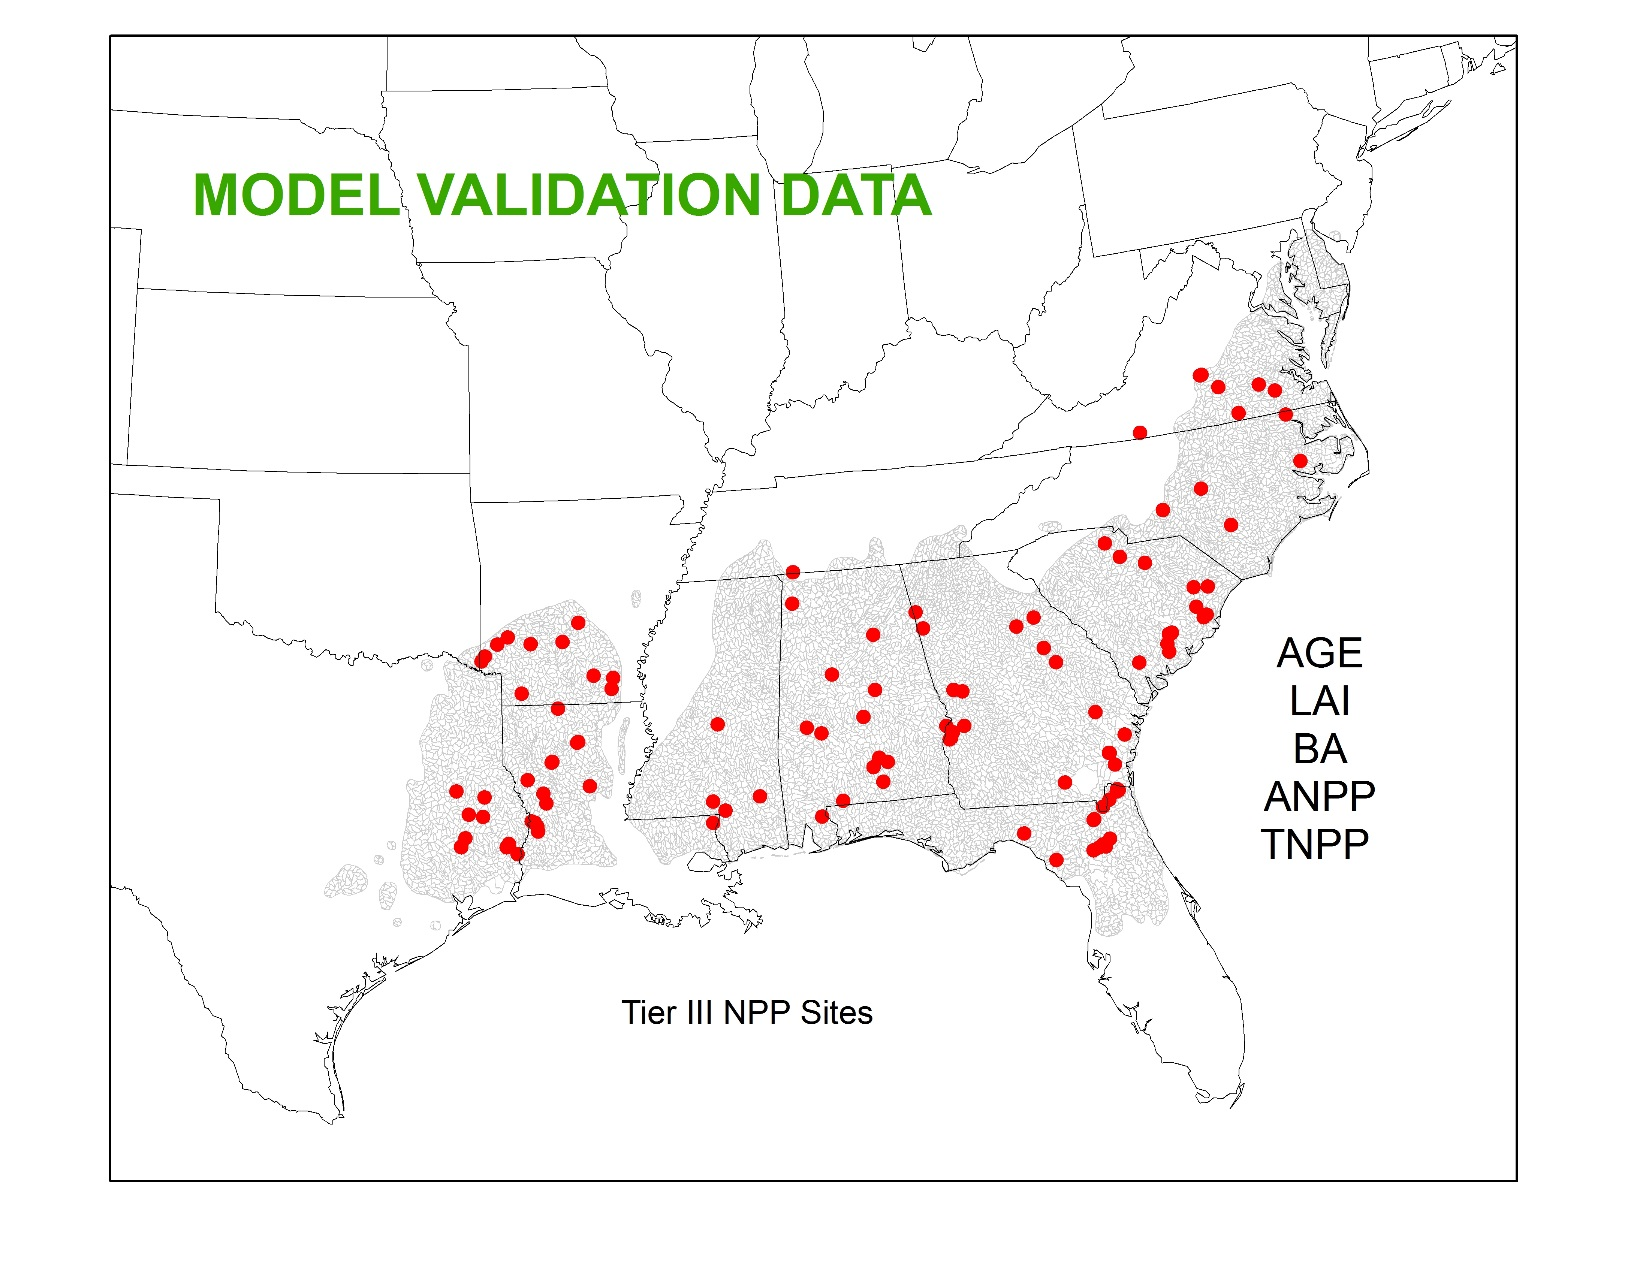 MODEL VALIDATION DATA
AGE
LAI
BA
ANPP
TNPP
Tier III NPP Sites